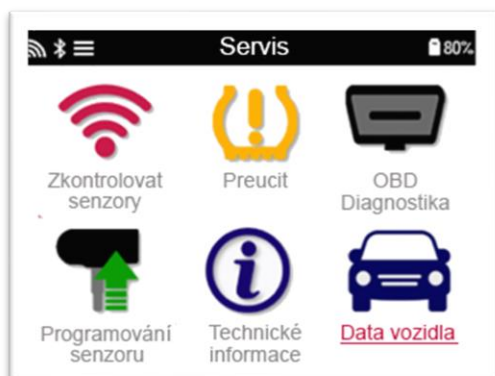 Servis
80%
Zkontrolovat
senzory
Preucit
OBD
Diagnostika
Programování
senzoru
Technické
informace
Data vozidla